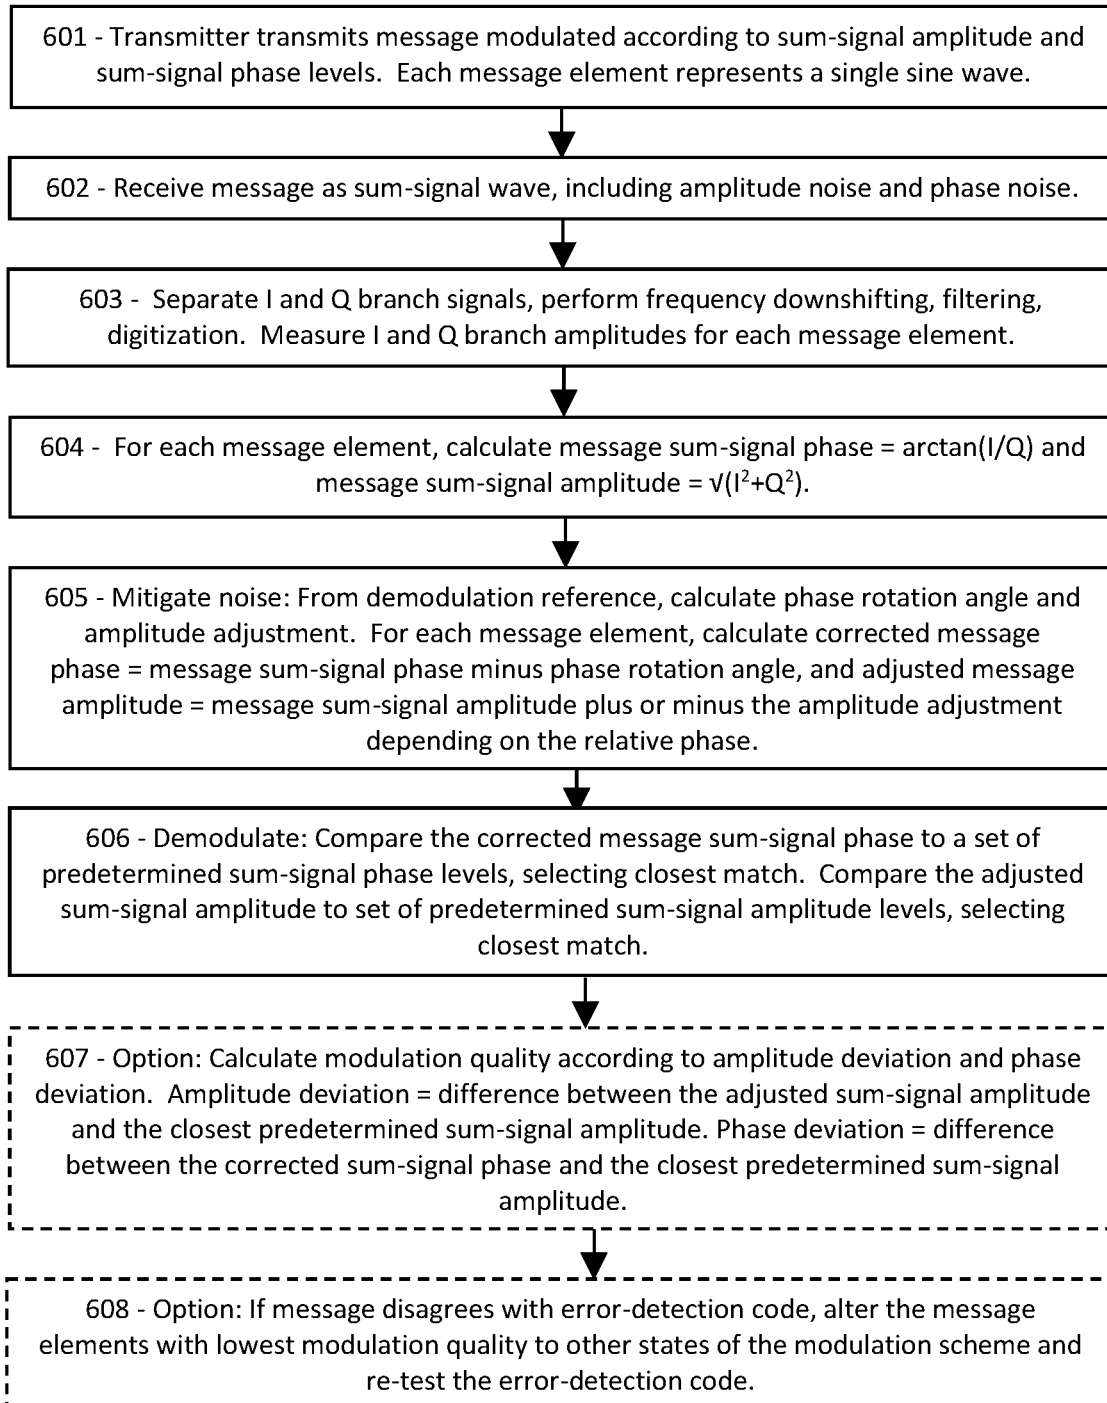 601 - Transmitter transmits message modulated according to sum-signal amplitude and
sum-signal phase levels.  Each message element represents a single sine wave.
602 - Receive message as sum-signal wave, including amplitude noise and phase noise.
603 -  Separate I and Q branch signals, perform frequency downshifting, filtering,
digitization.  Measure I and Q branch amplitudes for each message element.
604 -  For each message element, calculate message sum-signal phase = arctan(I/Q) and
message sum-signal amplitude = √(I²+Q²).
605 - Mitigate noise: From demodulation reference, calculate phase rotation angle and
amplitude adjustment.  For each message element, calculate corrected message
phase = message sum-signal phase minus phase rotation angle, and adjusted message
amplitude = message sum-signal amplitude plus or minus the amplitude adjustment
depending on the relative phase.
606 - Demodulate: Compare the corrected message sum-signal phase to a set of
predetermined sum-signal phase levels, selecting closest match.  Compare the adjusted
sum-signal amplitude to set of predetermined sum-signal amplitude levels, selecting
closest match.
607 - Option: Calculate modulation quality according to amplitude deviation and phase
deviation.  Amplitude deviation = difference between the adjusted sum-signal amplitude
and the closest predetermined sum-signal amplitude. Phase deviation = difference
between the corrected sum-signal phase and the closest predetermined sum-signal
amplitude.
608 - Option: If message disagrees with error-detection code, alter the message
elements with lowest modulation quality to other states of the modulation scheme and
re-test the error-detection code.